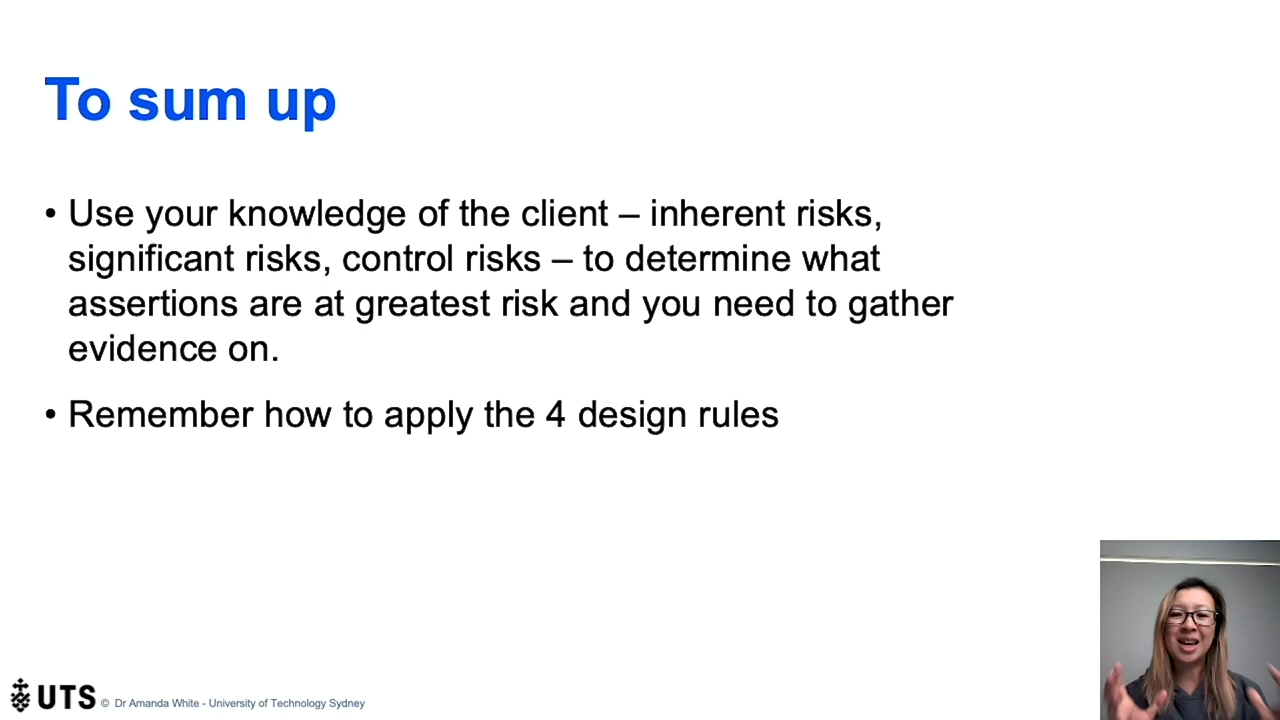 To sum up
• Use your knowledge of the client – inherent risks,
significant risks, control risks – to determine what
assertions are at greatest risk and you need to gather
evidence on.
• Remember how to apply the 4 design rules
UTS © Dr Amanda White - University of Technology Sydney